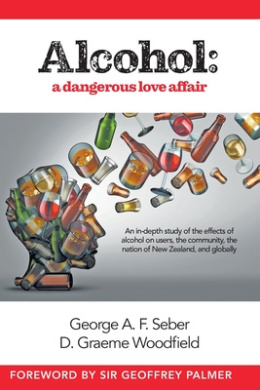 Alcohol:
a dangerous love affair
An in-depth study of the effects of
alcohol on users, the community, the
nation of New Zealand, and globally
George A. F. Seber
D. Graeme Woodfield
FOREWORD BY SIR GEOFFREY PALMER